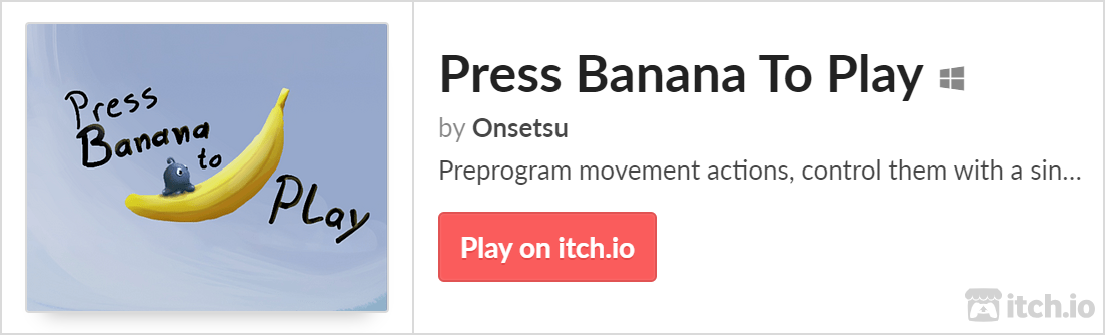 Press
Banana
to
Play
Press Banana To Play
by Onsetsu
Preprogram movement actions, control them with a sin...
Play on itch.io
itch.io